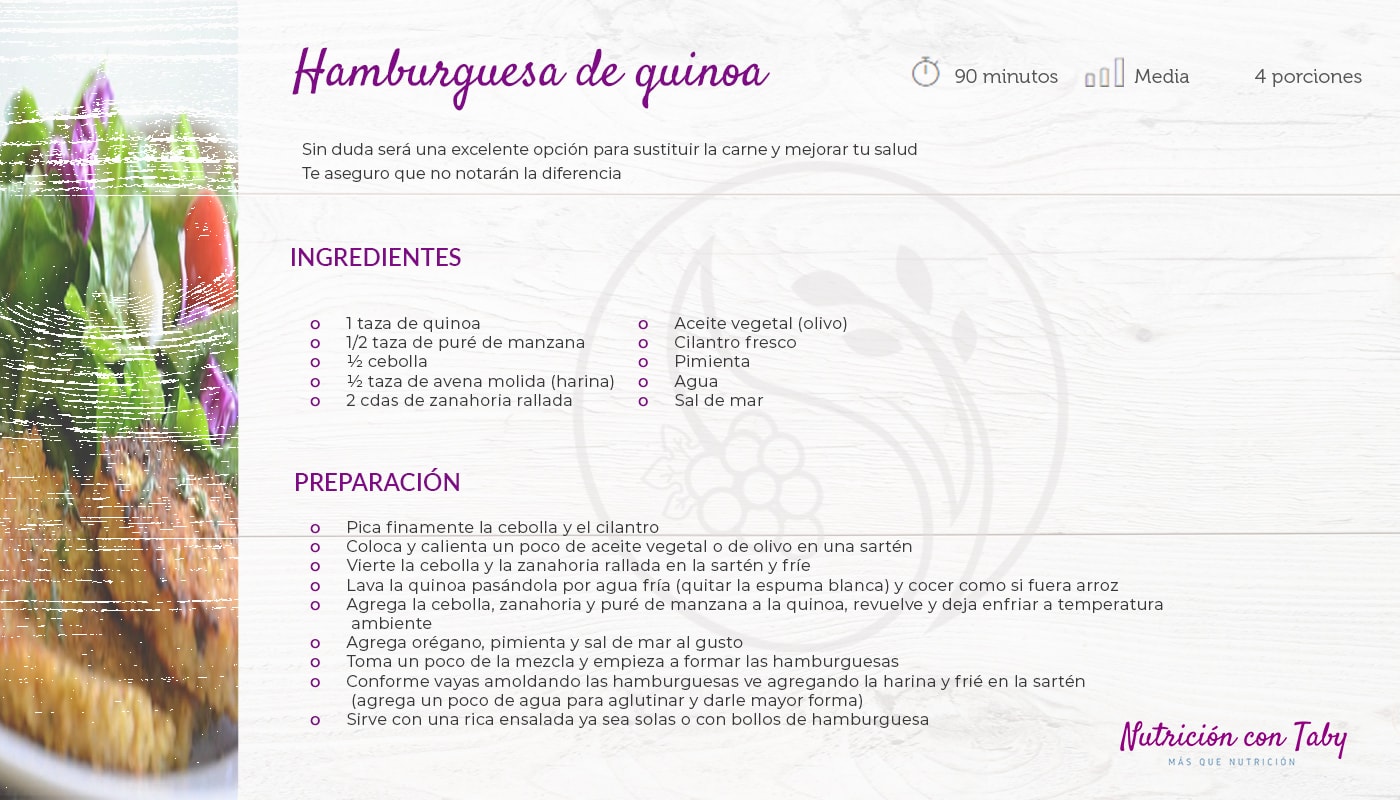 Hamburguesa de quinoa
90 minutos
Media
4 porciones
Sin duda será una excelente opción para sustituir la carne y mejorar tu salud
Te aseguro que no notarán la diferencia
INGREDIENTES
o 1 taza de quinoa
o 1/2 taza de puré de manzana
o ½ cebolla
o ½ taza de avena molida (harina)
o 2 cdas de zanahoria rallada
o Aceite vegetal (olivo)
o Cilantro fresco
o Pimienta
o Agua
o Sal de mar
PREPARACIÓN
o Pica finamente la cebolla y el cilantro
o Coloca y calienta un poco de aceite vegetal o de olivo en una sartén
o Vierte la cebolla y la zanahoria rallada en la sartén y fríe
o Lava la quinoa pasándola por agua fría (quitar la espuma blanca) y cocer como si fuera arroz
o Agrega la cebolla, zanahoria y puré de manzana a la quinoa, revuelve y deja enfriar a temperatura
ambiente
o Agrega orégano, pimienta y sal de mar al gusto
o Toma un poco de la mezcla y empieza a formar las hamburguesas
o Conforme vayas amoldando las hamburguesas ve agregando la harina y frié en la sartén
(agrega un poco de agua para aglutinar y darle mayor forma)
o Sirve con una rica ensalada ya sea solas o con bollos de hamburguesa
Nutrición con Taby
MÁS QUE NUTRICIÓN